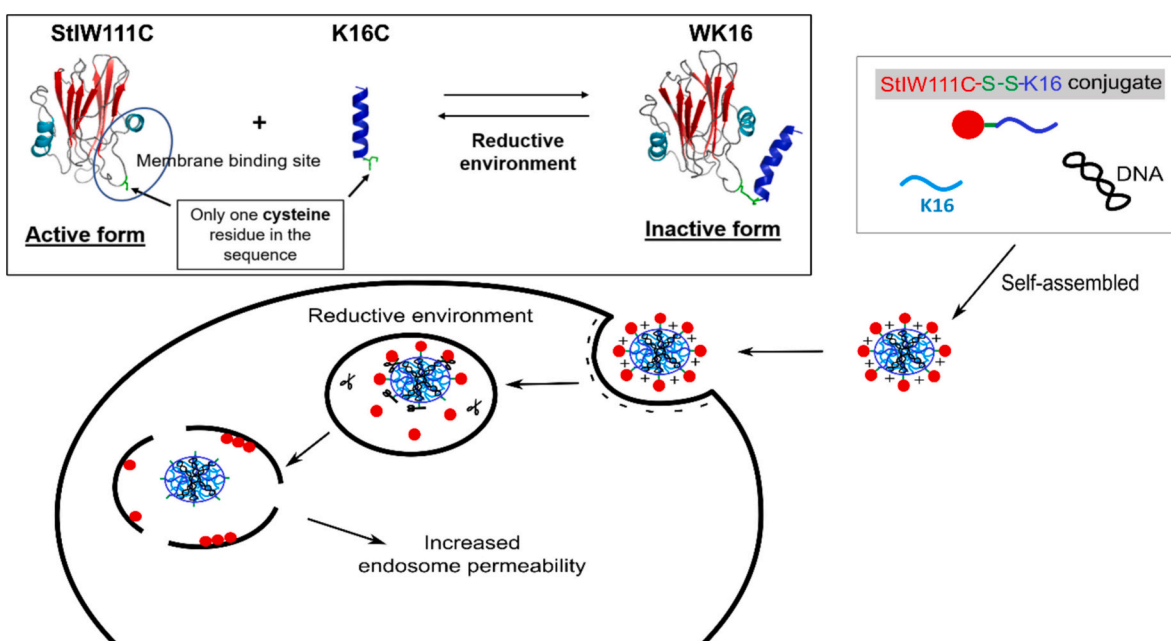 StIW111C
K16C
WK16
+
Membrane binding site
Reductive
environment
Only one cysteine
residue in the
sequence
Active form
Inactive form
StIW111C-S-S-K16 conjugate
K16
DNA
Self-assembled
Reductive environment
Increased
endosome permeability